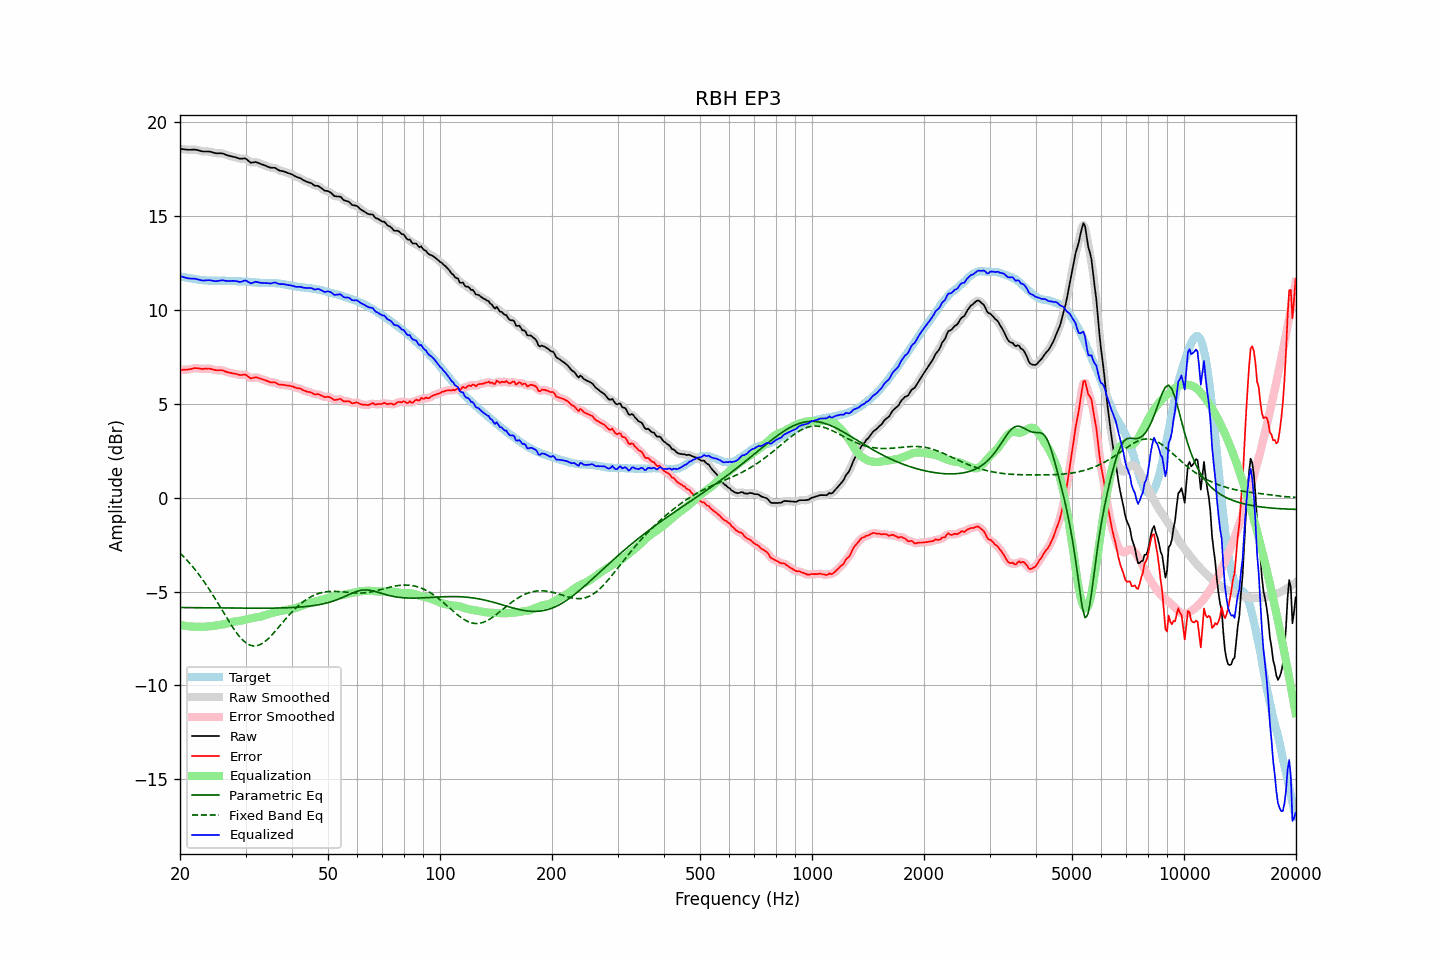 RBH EP3
Amplitude (dBr)
20
15
10
5
0
−5
−10
−15
Target
Raw Smoothed
Error Smoothed
Raw
Error
Equalization
Parametric Eq
Fixed Band Eq
Equalized
20 50 100 200 500 1000 2000 5000 10000 20000
Frequency (Hz)